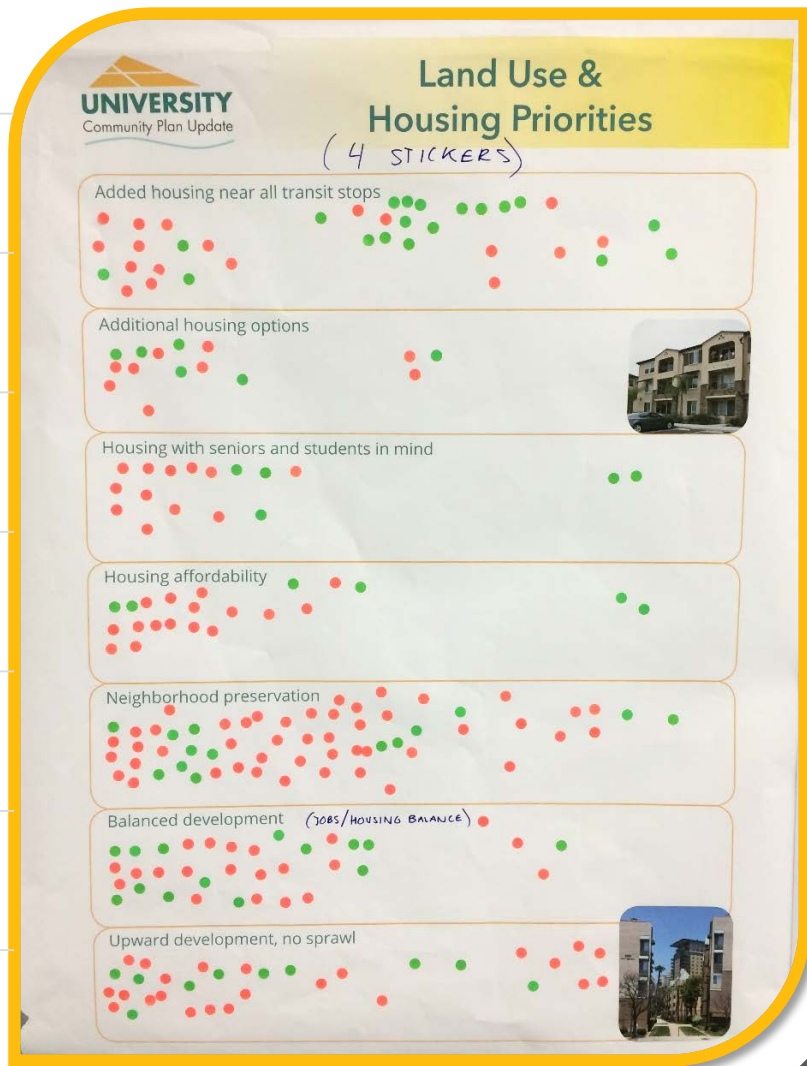 UNIVERSITY
Community Plan Update
Land Use &
Housing Priorities
(4 STICKERS)
Added housing near all transit stops
Additional housing options
Housing with seniors and students in mind
Housing affordability
Neighborhood preservation
Balanced development (JOBS/HOUSING BALANCE)
Upward development, no sprawl